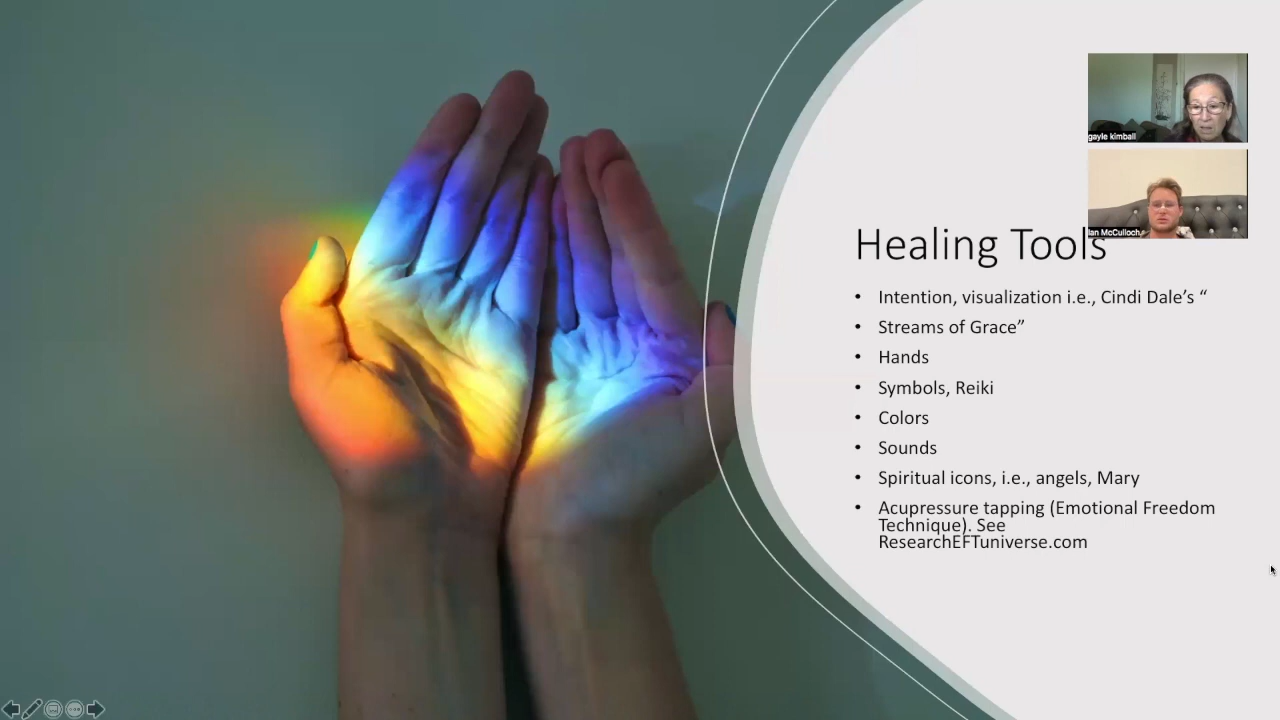 gayle kimball
Ian McCulloch
Healing Tools
• Intention, visualization i.e., Cindi Dale's “
• Streams of Grace”
• Hands
• Symbols, Reiki
• Colors
• Sounds
• Spiritual icons, i.e., angels, Mary
• Acupressure tapping (Emotional Freedom
Technique). See
ResearchEFTuniverse.com